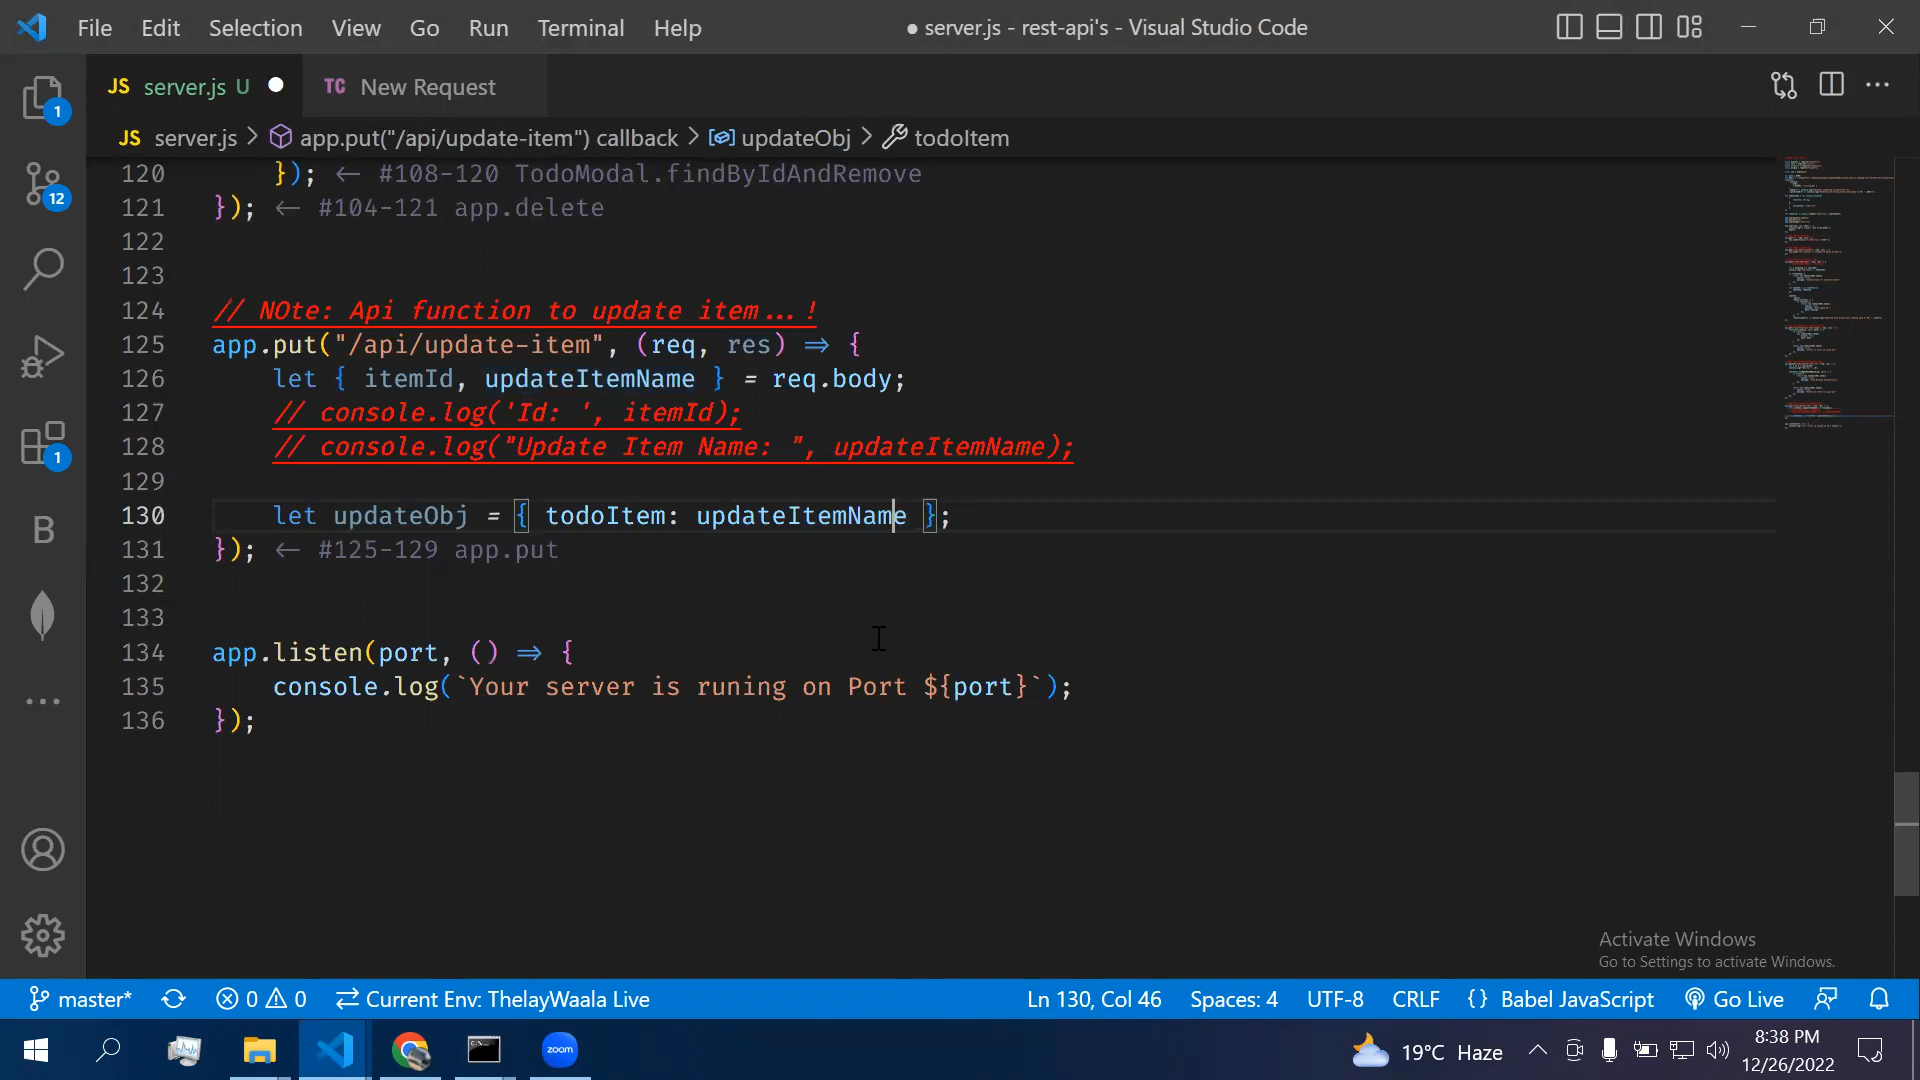 File Edit Selection View Go Run Terminal Help ● server.js - rest-api's - Visual Studio Code
JS server.js U ● TC New Request
JS server.js > app.put("/api/update-item") callback > updateObj > todoItem
120 }); ← #108-120 TodoModal.findByIdAndRemove
121 }); ← #104-121 app.delete
122
123
124 // NOte: Api function to update item...!
125 app.put("/api/update-item", (req, res) => {
126 let { itemId, updateItemName } = req.body;
127 // console.log('Id: ', itemId);
128 // console.log("Update Item Name: ", updateItemName);
129
130 let updateObj = { todoItem: updateItemName };
131 }); ← #125-129 app.put
132
133
134 app.listen(port, () => {
135 console.log(`Your server is runing on Port ${port}`);
136 });
1
12
1
B
Activate Windows
Go to Settings to activate Windows.
master* 0 0 Current Env: ThelayWaala Live Ln 130, Col 46 Spaces: 4 UTF-8 CRLF {} Babel JavaScript Go Live
zoom 19°C Haze 8:38 PM
12/26/2022